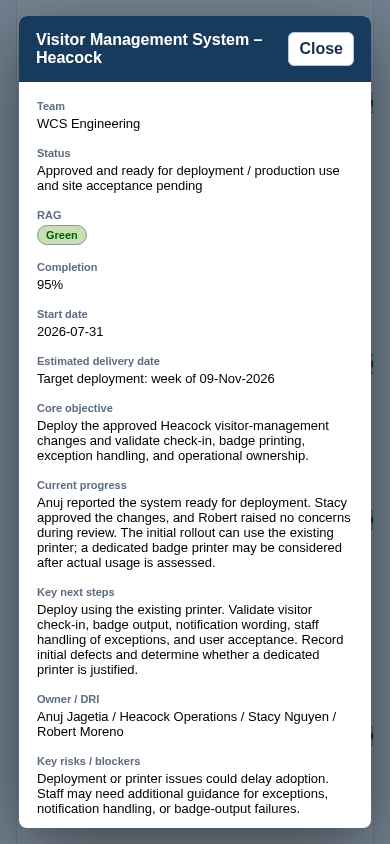 Visitor Management System –
Heacock
Close
Team
WCS Engineering
Status
Approved and ready for deployment / production use
and site acceptance pending
RAG
Green
Completion
95%
Start date
2026-07-31
Estimated delivery date
Target deployment: week of 09-Nov-2026
Core objective
Deploy the approved Heacock visitor-management
changes and validate check-in, badge printing,
exception handling, and operational ownership.
Current progress
Anuj reported the system ready for deployment. Stacy
approved the changes, and Robert raised no concerns
during review. The initial rollout can use the existing
printer; a dedicated badge printer may be considered
after actual usage is assessed.
Key next steps
Deploy using the existing printer. Validate visitor
check-in, badge output, notification wording, staff
handling of exceptions, and user acceptance. Record
initial defects and determine whether a dedicated
printer is justified.
Owner / DRI
Anuj Jagetia / Heacock Operations / Stacy Nguyen /
Robert Moreno
Key risks / blockers
Deployment or printer issues could delay adoption.
Staff may need additional guidance for exceptions,
notification handling, or badge-output failures.